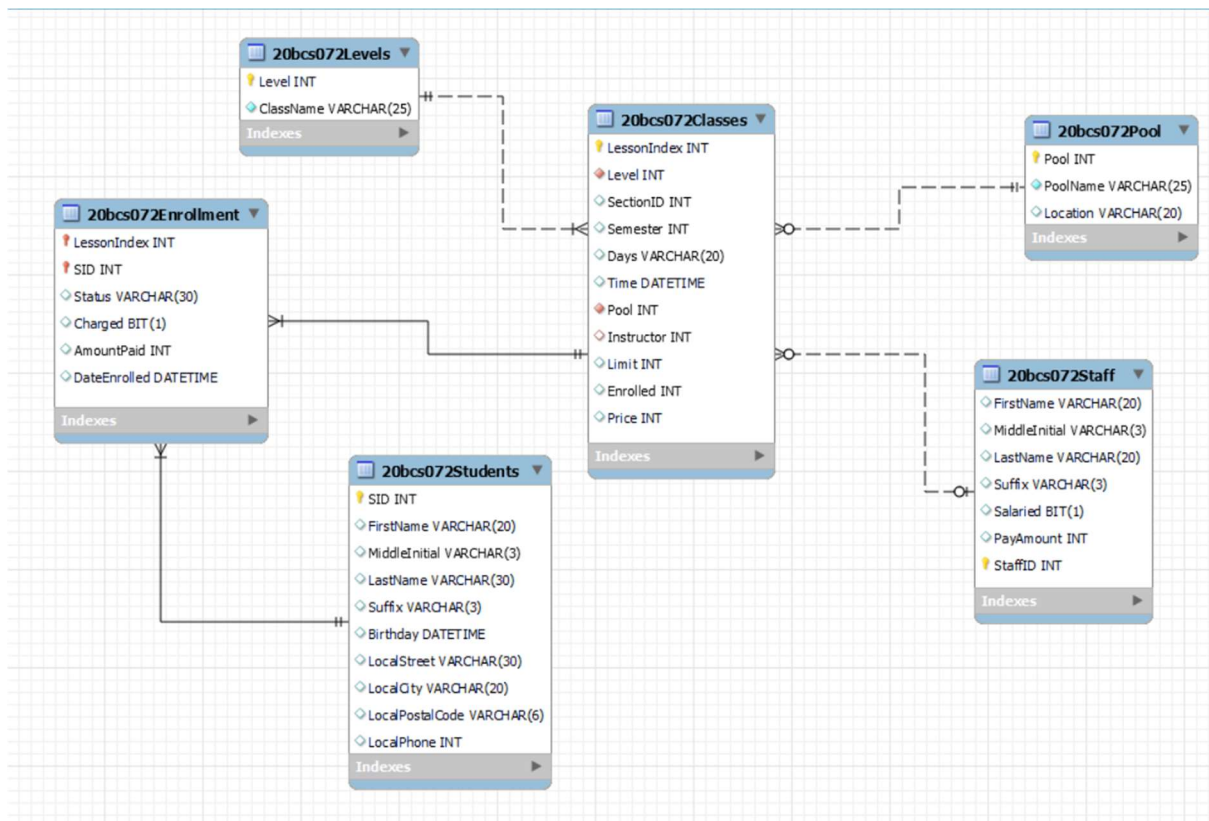 20bcs072Levels
Level INT
ClassName VARCHAR(25)
Indexes
20bcs072Enrollment
LessonIndex INT
SID INT
Status VARCHAR(30)
Charged BIT(1)
AmountPaid INT
DateEnrolled DATETIME
Indexes
20bcs072Classes
LessonIndex INT
Level INT
SectionID INT
Semester INT
Days VARCHAR(20)
Time DATETIME
Pool INT
Instructor INT
Limit INT
Enrolled INT
Price INT
Indexes
20bcs072Pool
Pool INT
PoolName VARCHAR(25)
Location VARCHAR(20)
Indexes
20bcs072Students
SID INT
FirstName VARCHAR(20)
MiddleInitial VARCHAR(3)
LastName VARCHAR(30)
Suffix VARCHAR(3)
Birthday DATETIME
LocalStreet VARCHAR(30)
LocalCity VARCHAR(20)
LocalPostalCode VARCHAR(6)
LocalPhone INT
Indexes
20bcs072Staff
FirstName VARCHAR(20)
MiddleInitial VARCHAR(3)
LastName VARCHAR(20)
Suffix VARCHAR(3)
Salaried BIT(1)
PayAmount INT
StaffID INT
Indexes